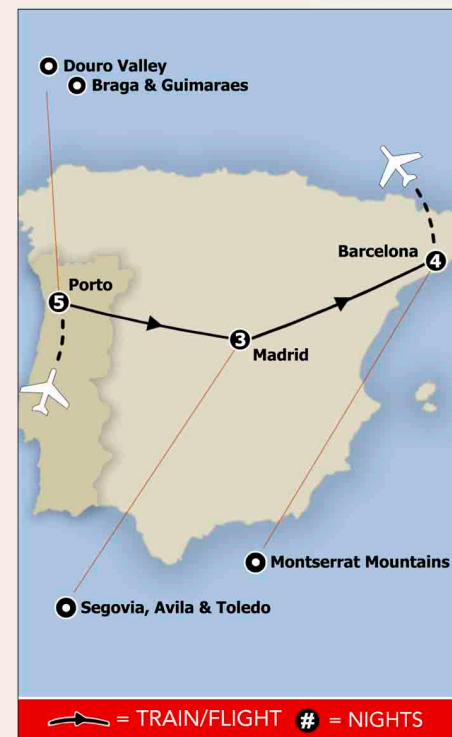 Douro Valley
Braga & Guimaraes
Barcelona
4
Porto
5
3
Madrid
Montserrat Mountains
Segovia, Avila & Toledo
= TRAIN/FLIGHT # = NIGHTS